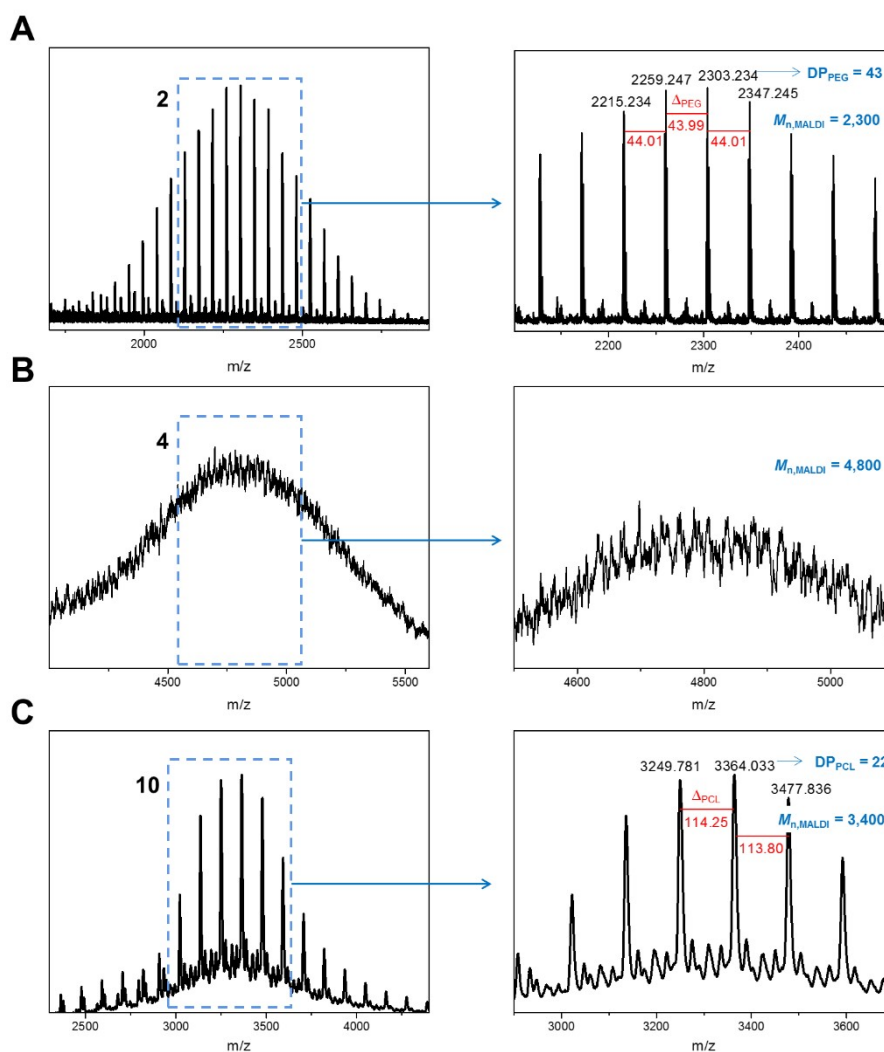 A
2
2000
2500
m/z
2303.234
DP_PEG = 43
2259.247
2347.245
2215.234
Δ_PEG
M_n,MALDI = 2,300
43.99
44.01
44.01
2200
2300
2400
m/z
B
4
4500
5000
5500
m/z
M_n,MALDI = 4,800
4600
4800
5000
m/z
C
10
2500
3000
3500
4000
m/z
3249.781
3364.033
DP_PCL = 22
3477.836
Δ_PCL
M_n,MALDI = 3,400
114.25
113.80
3000
3200
3400
3600
m/z